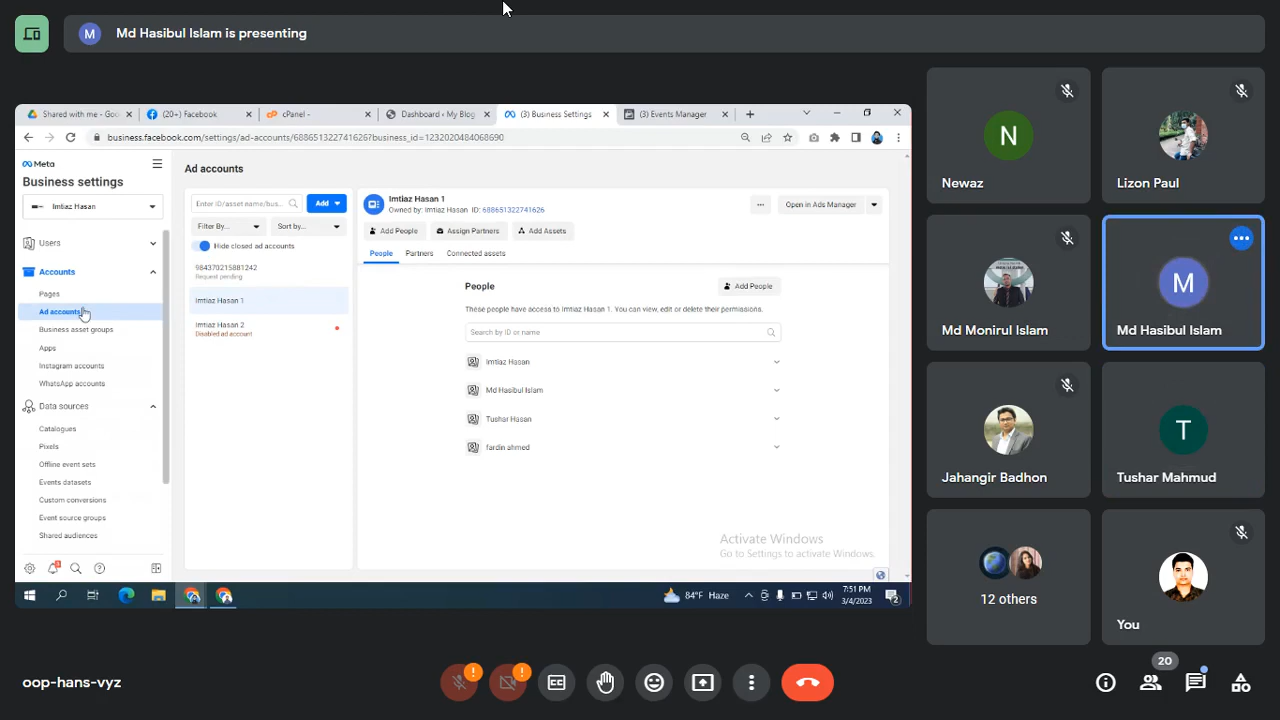 M
Md Hasibul Islam is presenting
Shared with me - Goo
(20+) Facebook
cPanel -
Dashboard ‹ My Blog
(3) Business Settings
(3) Events Manager
business.facebook.com/settings/ad-accounts/688651322741626?business_id=1232020484068690
Meta
Business settings
Imtiaz Hasan
Users
Accounts
Pages
Ad accounts
Business asset groups
Apps
Instagram accounts
WhatsApp accounts
Data sources
Catalogues
Pixels
Offline event sets
Events datasets
Custom conversions
Event source groups
Shared audiences
Ad accounts
Enter ID/asset name/bus...
Add
Filter By...
Sort by...
Hide closed ad accounts
984379215881242
Request pending
Imtiaz Hasan 1
Imtiaz Hasan 2
Disabled ad account
Imtiaz Hasan 1
Owned by: Imtiaz Hasan ID: 688651322741626
Open in Ads Manager
Add People
Assign Partners
Add Assets
People
Partners
Connected assets
People
Add People
These people have access to Imtiaz Hasan 1. You can view, edit or delete their permissions.
Search by ID or name
Imtiaz Hasan
Md Hasibul Islam
Tushar Hasan
fardin ahmed
Activate Windows
Go to Settings to activate Windows.
84°F Haze
7:51 PM
3/4/2023
2
N
Newaz
Lizon Paul
Md Monirul Islam
M
Md Hasibul Islam
Jahangir Badhon
T
Tushar Mahmud
12 others
You
oop-hans-vyz
20